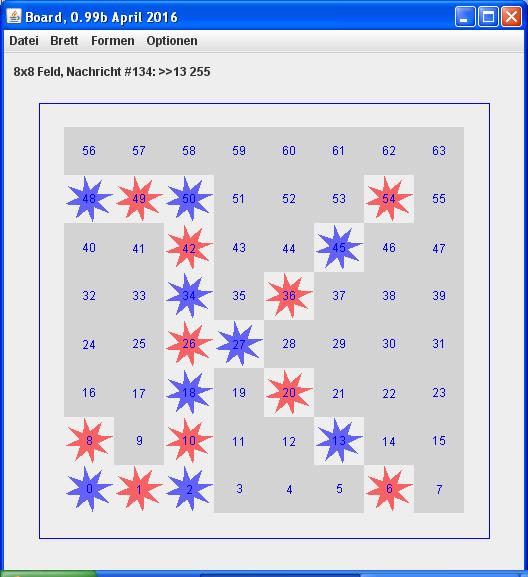 Board, 0.99b April 2016
Datei Brett Formen Optionen
8x8 Feld, Nachricht #134: >>13 255
56 57 58 59 60 61 62 63
48 49 50 51 52 53 54 55
40 41 42 43 44 45 46 47
32 33 34 35 36 37 38 39
24 25 26 27 28 29 30 31
16 17 18 19 20 21 22 23
8 9 10 11 12 13 14 15
0 1 2 3 4 5 6 7